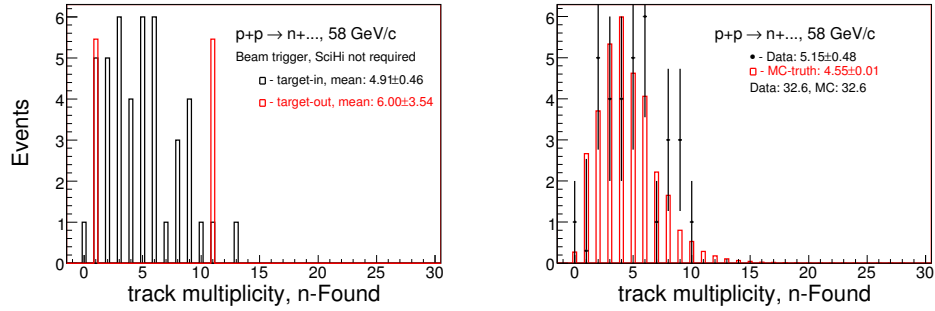 p+p → n+..., 58 GeV/c
Beam trigger, SciHi not required
- target-in, mean: 4.91±0.46
- target-out, mean: 6.00±3.54
Events
6
5
4
3
2
1
0
0 5 10 15 20 25 30
track multiplicity, n-Found
p+p → n+..., 58 GeV/c
- Data: 5.15±0.48
- MC-truth: 4.55±0.01
Data: 32.6, MC: 32.6
6
5
4
3
2
1
0
0 5 10 15 20 25 30
track multiplicity, n-Found